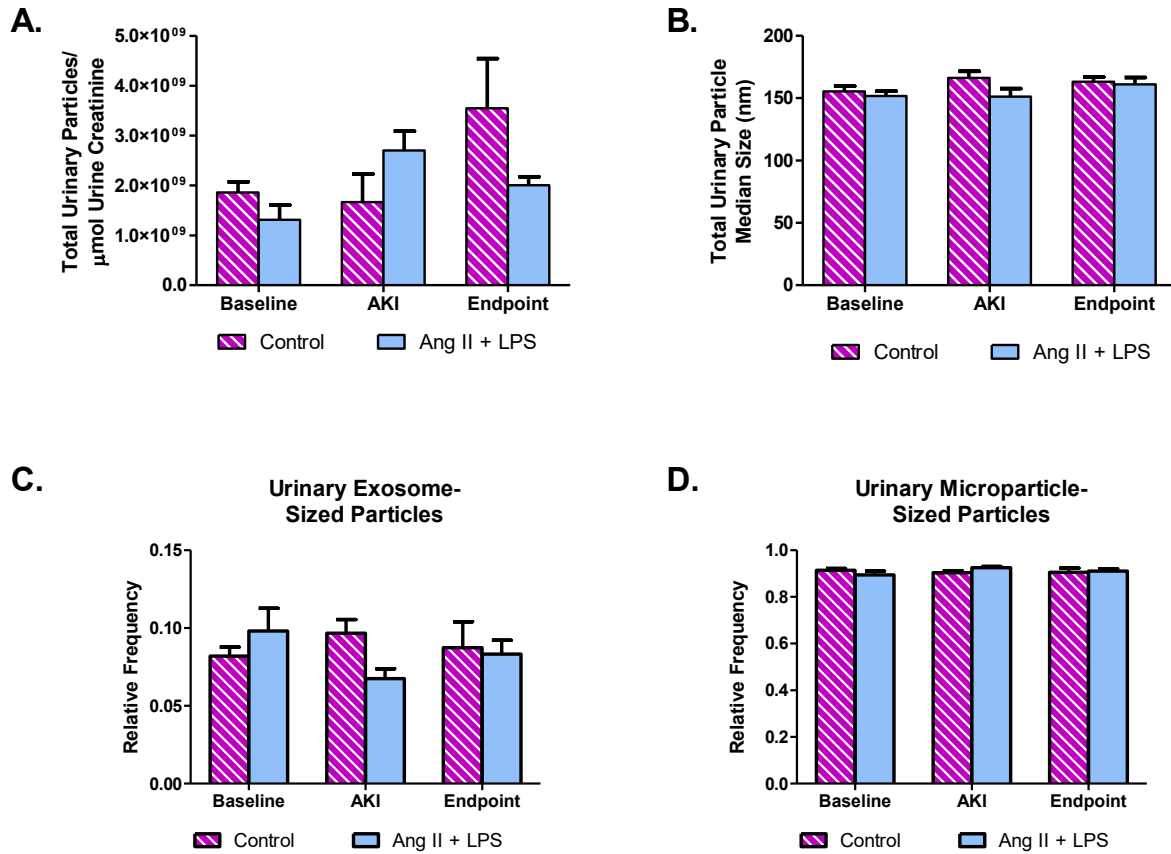 A.
Total Urinary Particles/
μmol Urine Creatinine
5.0×10⁰⁹
4.0×10⁰⁹
3.0×10⁰⁹
2.0×10⁰⁹
1.0×10⁰⁹
0.0
Baseline AKI Endpoint
Control Ang II + LPS
B.
Total Urinary Particle
Median Size (nm)
200
150
100
50
0
Baseline AKI Endpoint
Control Ang II + LPS
C.
Urinary Exosome-
Sized Particles
Relative Frequency
0.15
0.10
0.05
0.00
Baseline AKI Endpoint
Control Ang II + LPS
D.
Urinary Microparticle-
Sized Particles
Relative Frequency
1.0
0.8
0.6
0.4
0.2
0.0
Baseline AKI Endpoint
Control Ang II + LPS